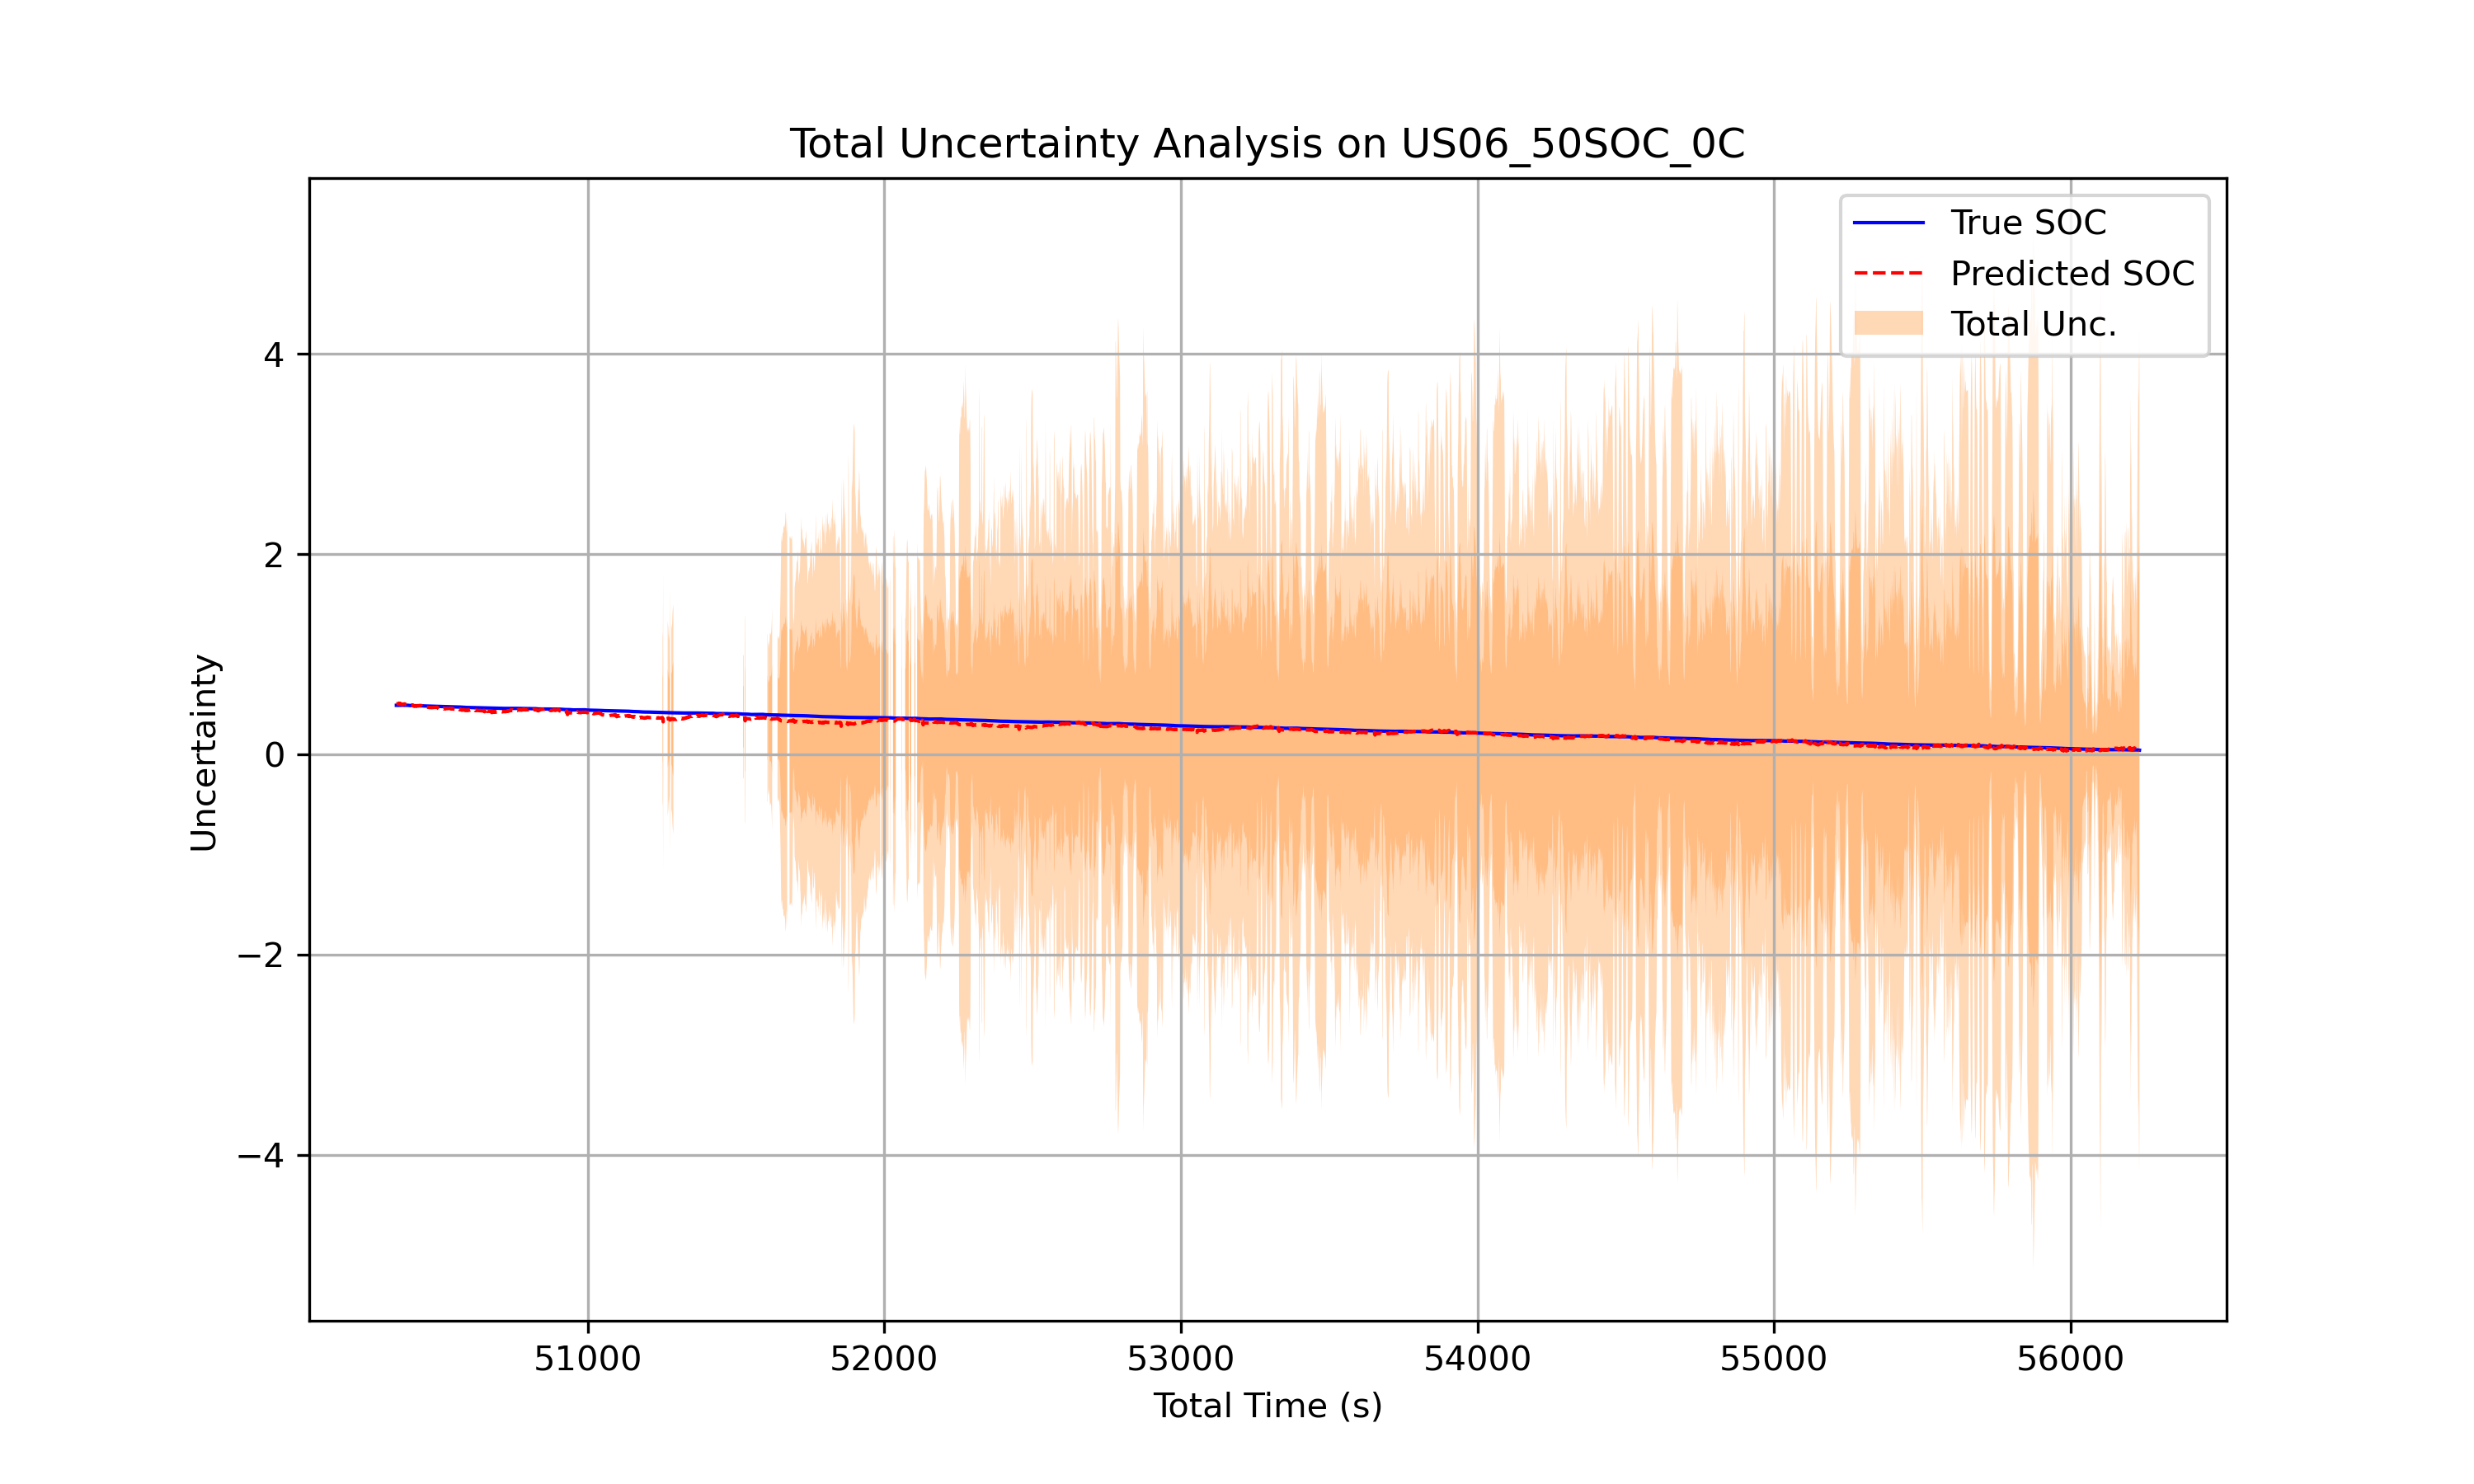 Total Uncertainty Analysis on US06_50SOC_0C
True SOC
Predicted SOC
Total Unc.
Uncertainty
4
2
0
−2
−4
51000 52000 53000 54000 55000 56000
Total Time (s)